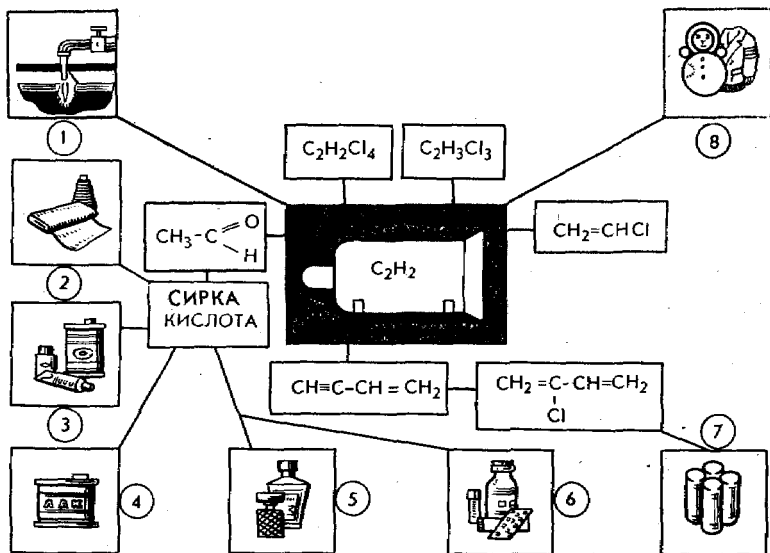 1
8
C₂H₂Cl₄
C₂H₃Cl₃
CH₃-C
O
H
CH₂=CHCl
C₂H₂
2
СИРКА
КИСЛОТА
3
CH≡C-CH=CH₂
CH₂=C-CH=CH₂
Cl
7
ЛАК
4
5
6